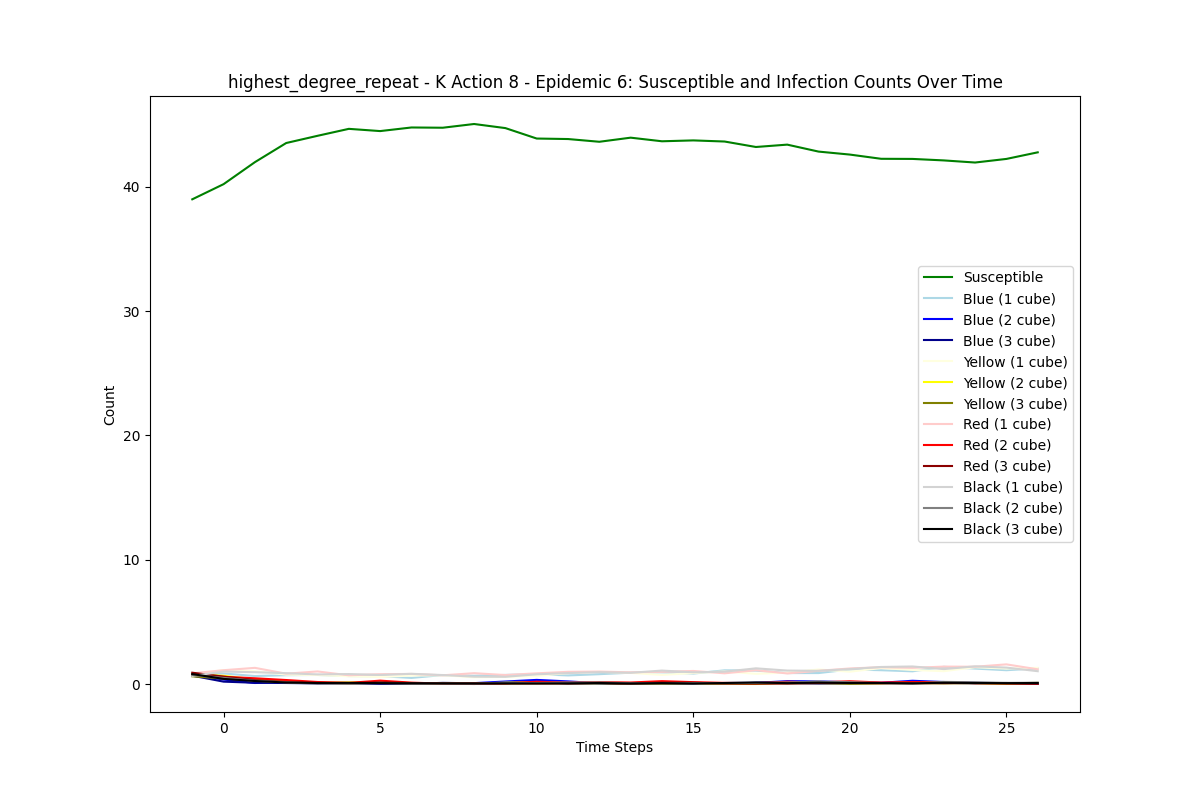 highest_degree_repeat - K Action 8 - Epidemic 6: Susceptible and Infection Counts Over Time
Count
40
30
20
10
0
Susceptible
Blue (1 cube)
Blue (2 cube)
Blue (3 cube)
Yellow (1 cube)
Yellow (2 cube)
Yellow (3 cube)
Red (1 cube)
Red (2 cube)
Red (3 cube)
Black (1 cube)
Black (2 cube)
Black (3 cube)
0 5 10 15 20 25
Time Steps